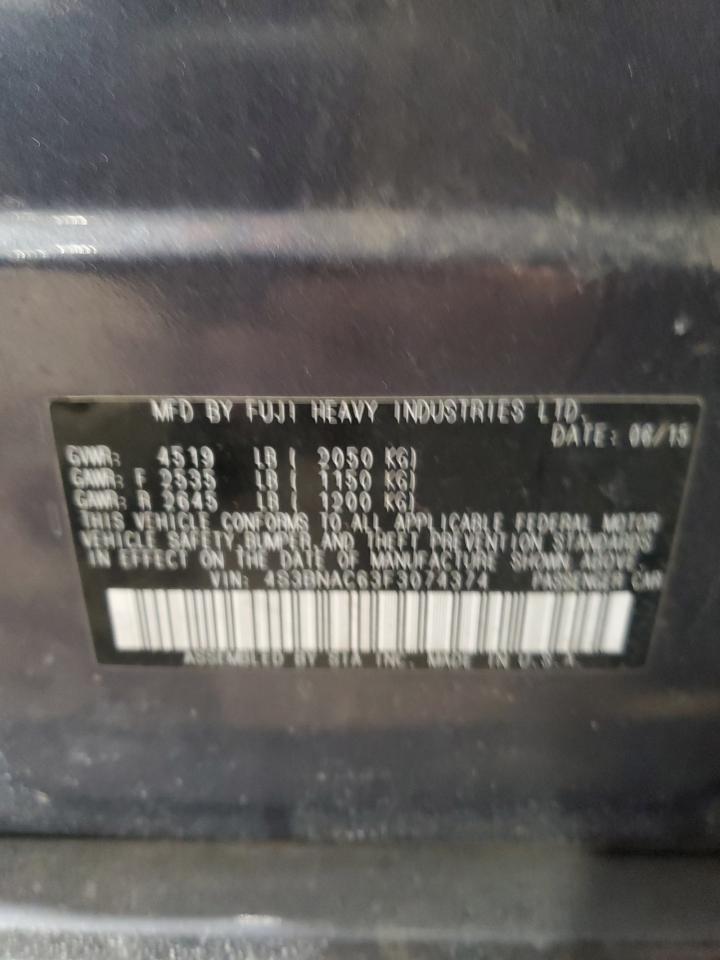 MFD BY FUJI HEAVY INDUSTRIES LTD.
DATE: 06/15
GVWR: 4519 LB ( 2050 KG)
GAWR: F 2535 LB ( 1150 KG)
GAWR: R 2645 LB ( 1200 KG)
THIS VEHICLE CONFORMS TO ALL APPLICABLE FEDERAL MOTOR
VEHICLE SAFETY BUMPER AND THEFT PREVENTION STANDARDS
IN EFFECT ON THE DATE OF MANUFACTURE SHOWN ABOVE.
VIN: 4S3BNAC63F3074374 PASSENGER CAR
ASSEMBLED BY SIA INC. MADE IN U.S.A